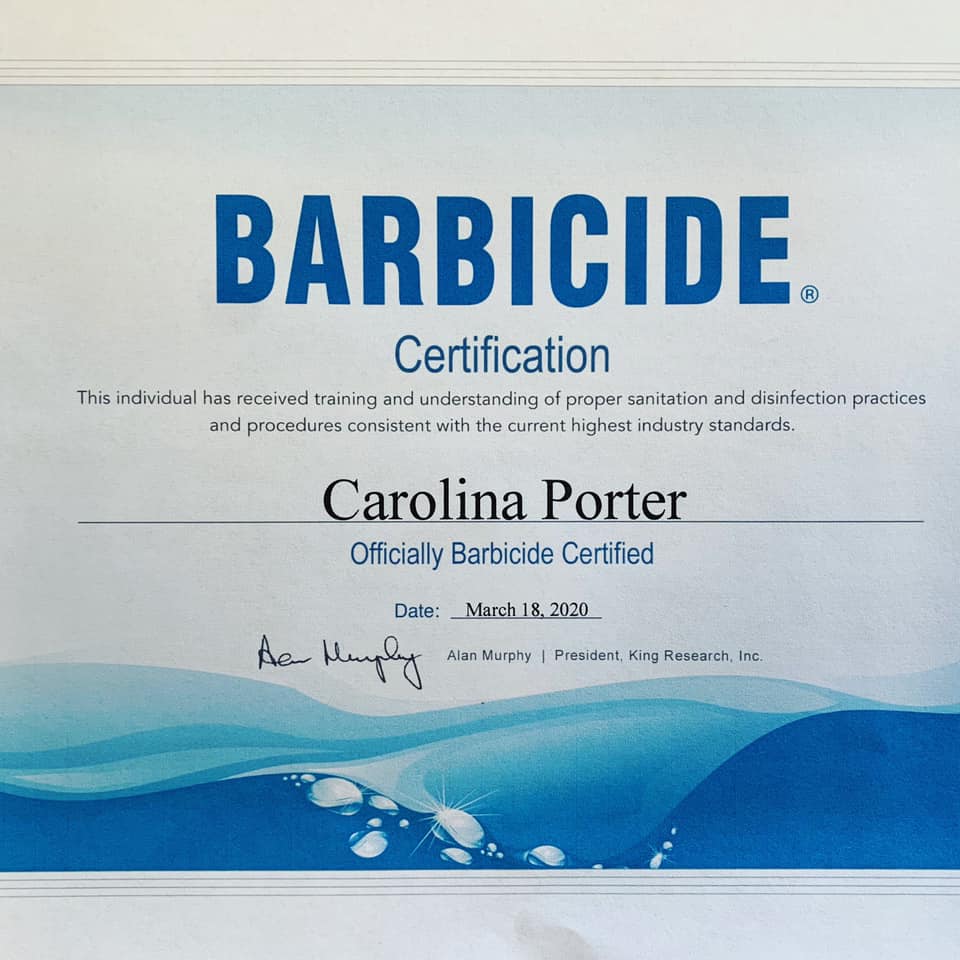 BARBICIDE®
Certification
This individual has received training and understanding of proper sanitation and disinfection practices
and procedures consistent with the current highest industry standards.
Carolina Porter
Officially Barbicide Certified
Date: March 18, 2020
Alan Murphy Alan Murphy | President, King Research, Inc.